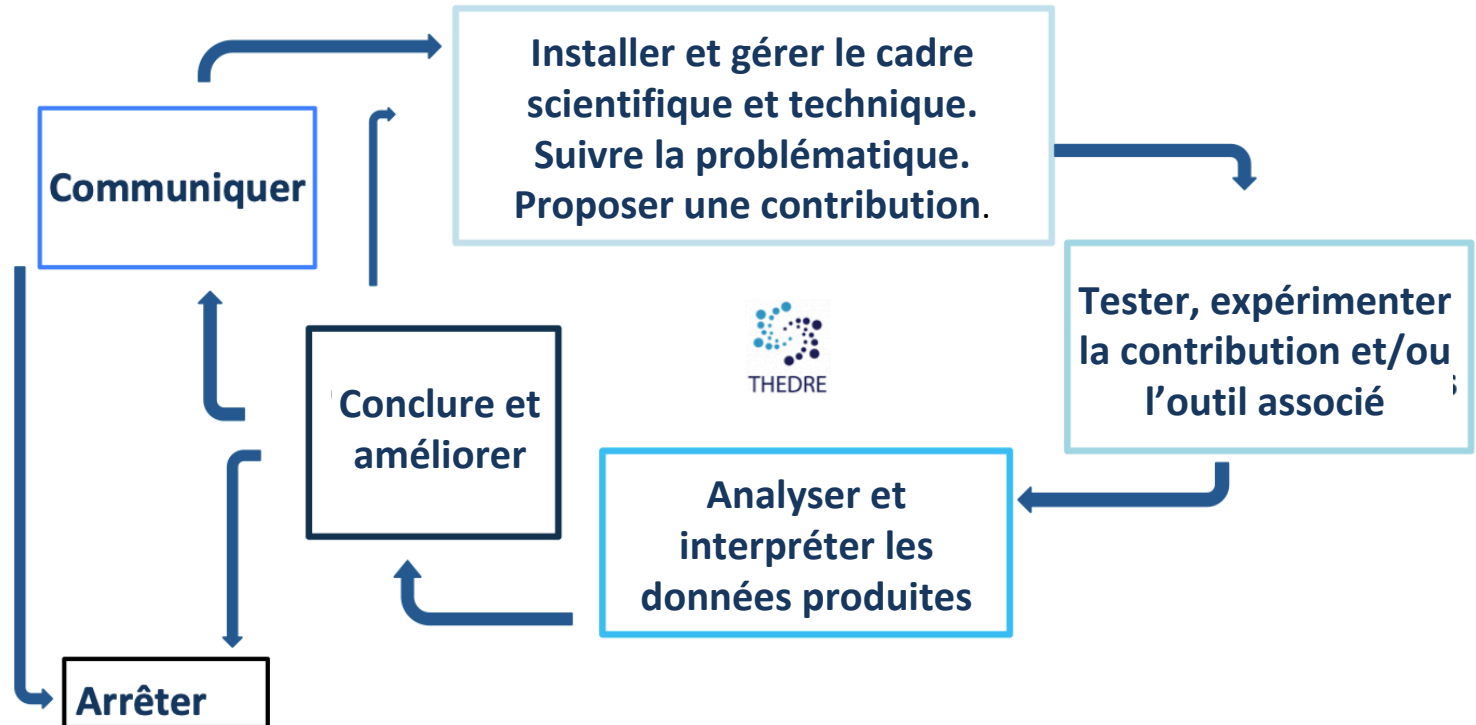 Installer et gérer le cadre
scientifique et technique.
Suivre la problématique.
Proposer une contribution.
Communiquer
Tester, expérimenter
la contribution et/ou
l’outil associé
THEDRE
Conclure et
améliorer
Analyser et
interpréter les
données produites
Arrêter